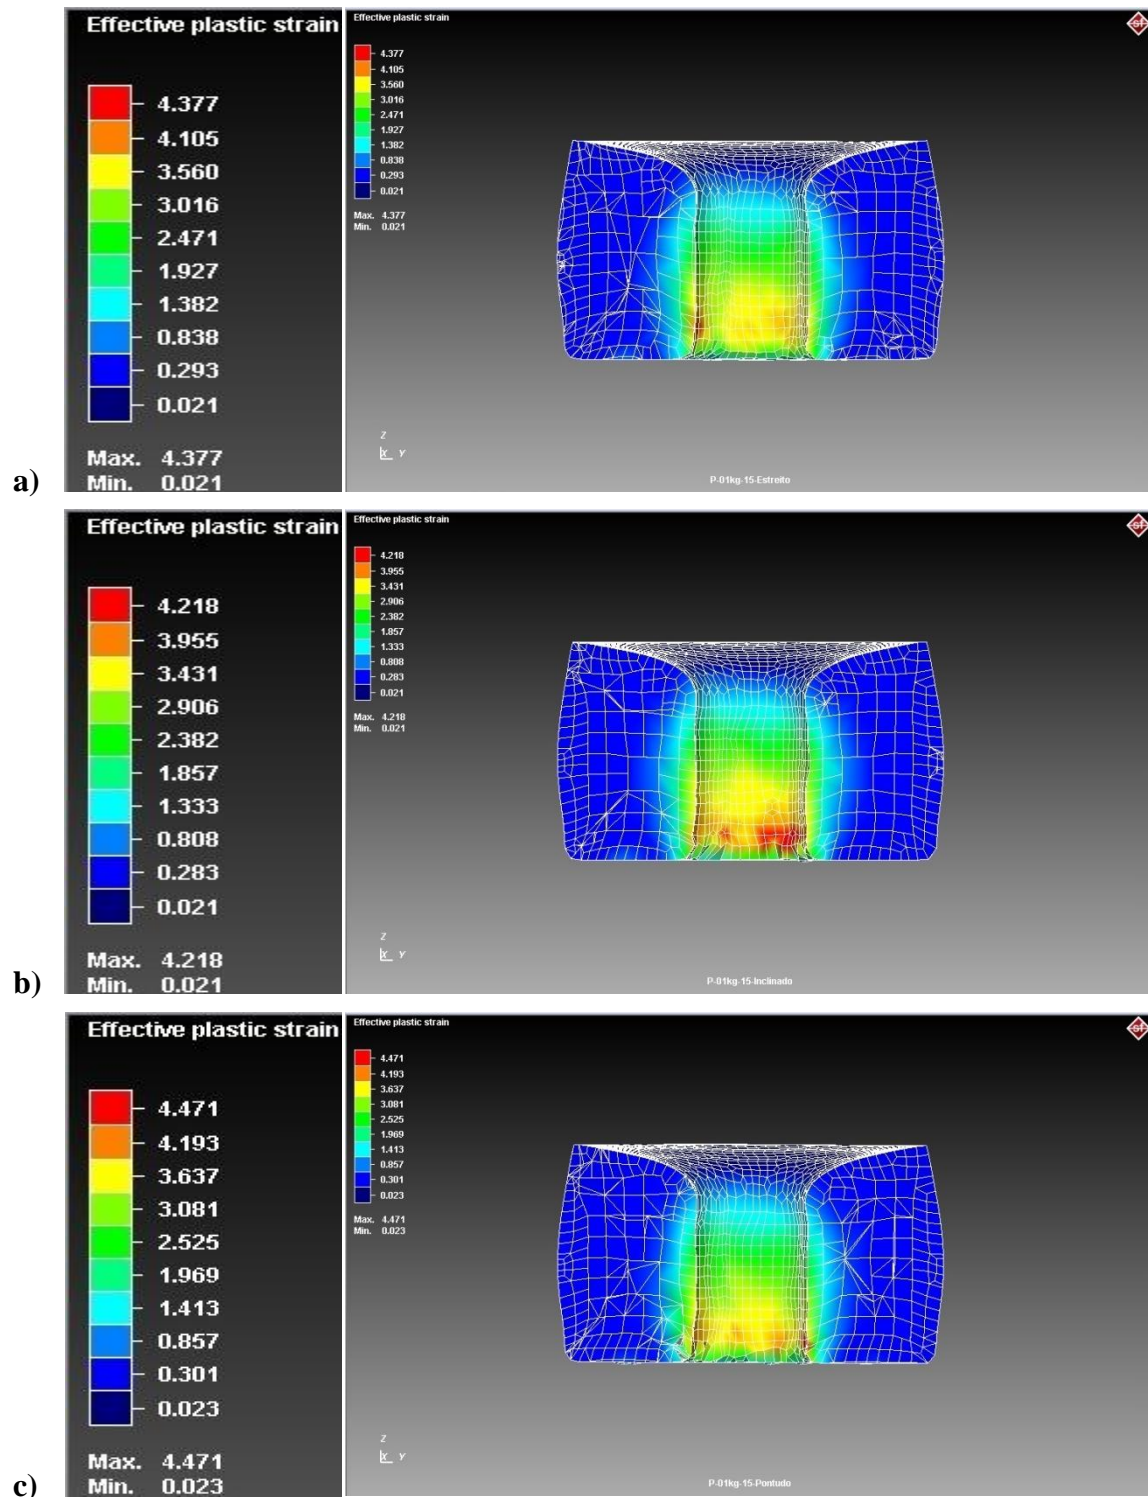 Effective plastic strain
4.377
4.105
3.560
3.016
2.471
1.927
1.382
0.838
0.293
0.021
Max. 4.377
Min. 0.021
a)
Effective plastic strain
4.377
4.105
3.560
3.016
2.471
1.927
1.382
0.838
0.293
0.021
Max. 4.377
Min. 0.021
Z
X Y
P-01kg-15-Estreito
Effective plastic strain
4.218
3.955
3.431
2.906
2.382
1.857
1.333
0.808
0.283
0.021
Max. 4.218
Min. 0.021
b)
Effective plastic strain
4.218
3.955
3.431
2.906
2.382
1.857
1.333
0.808
0.283
0.021
Max. 4.218
Min. 0.021
Z
X Y
P-01kg-15-Inclinado
Effective plastic strain
4.471
4.193
3.637
3.081
2.525
1.969
1.413
0.857
0.301
0.023
Max. 4.471
Min. 0.023
c)
Effective plastic strain
4.471
4.193
3.637
3.081
2.525
1.969
1.413
0.857
0.301
0.023
Max. 4.471
Min. 0.023
Z
X Y
P-01kg-15-Pontudo